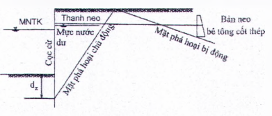 MNTK
Thanh neo
Mực nước
dư
Cọc cừ
Mặt phá hoại chủ động
Mặt phá hoại bị động
Bản neo
bê tông cốt thép
dx